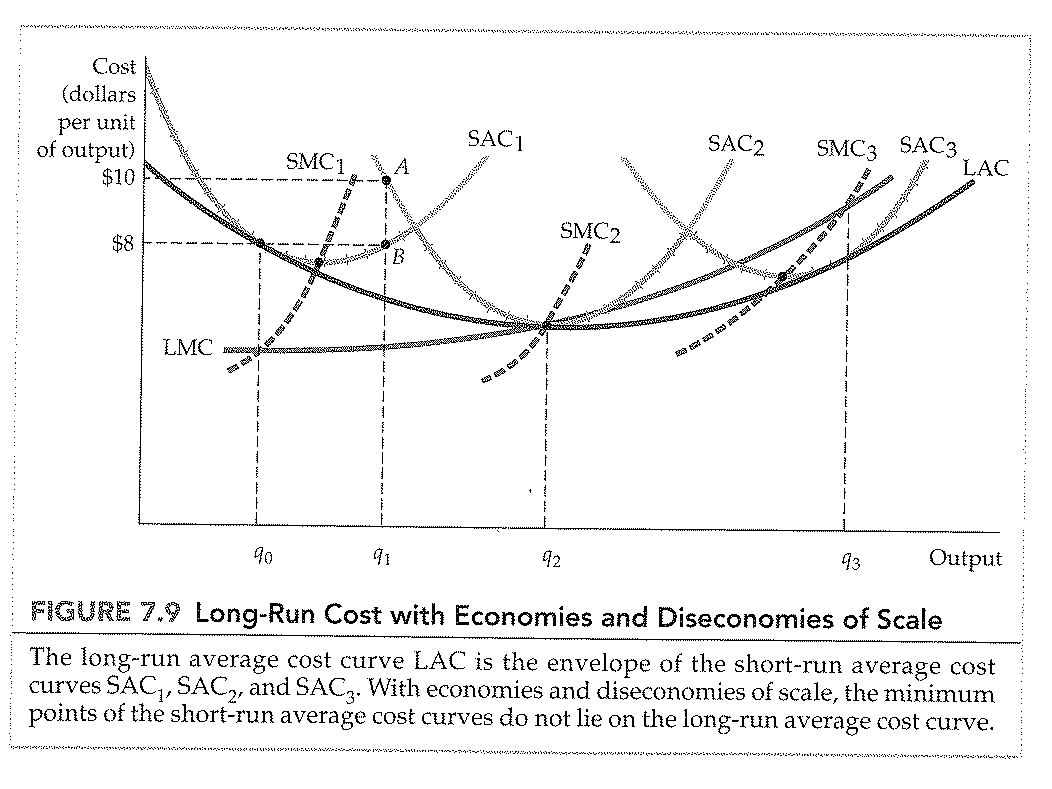 Cost
(dollars
per unit
of output)
$10
$8
SMC1
A
SAC1
B
SMC2
SAC2
SMC3
SAC3
LAC
LMC
q0
q1
q2
q3
Output
FIGURE 7.9 Long-Run Cost with Economies and Diseconomies of Scale
The long-run average cost curve LAC is the envelope of the short-run average cost
curves SAC1, SAC2, and SAC3. With economies and diseconomies of scale, the minimum
points of the short-run average cost curves do not lie on the long-run average cost curve.